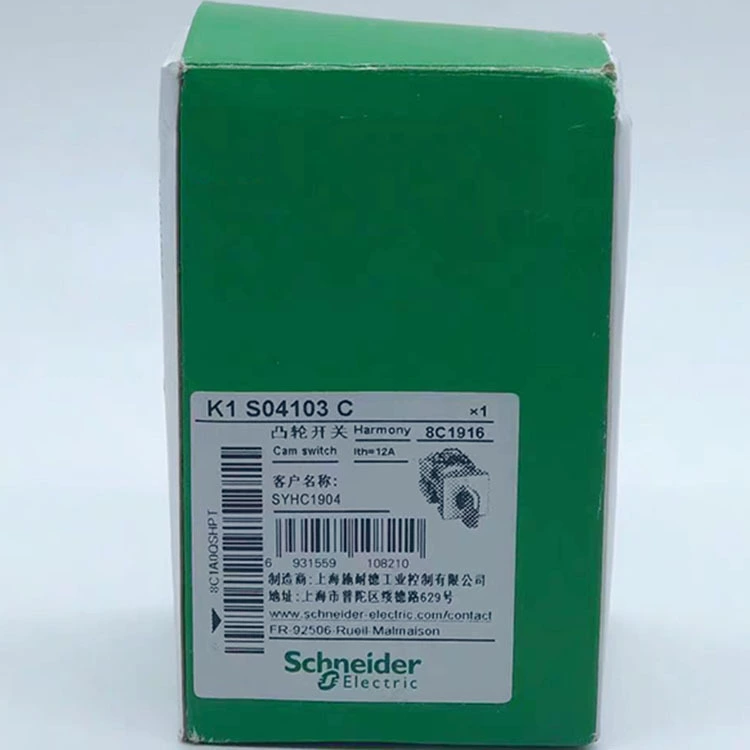 K1 S04103 C ×1
凸轮开关 Harmony 8C1916
Cam switch Ith=12A
客户名称:
SYHC1904
8C1A0QSHPT
6 931559 108210
制造商:上海施耐德工业控制有限公司
地址:上海市普陀区绥德路629号
www.schneider-electric.com/contact
FR-92506-Rueil-Malmaison
Schneider
Electric